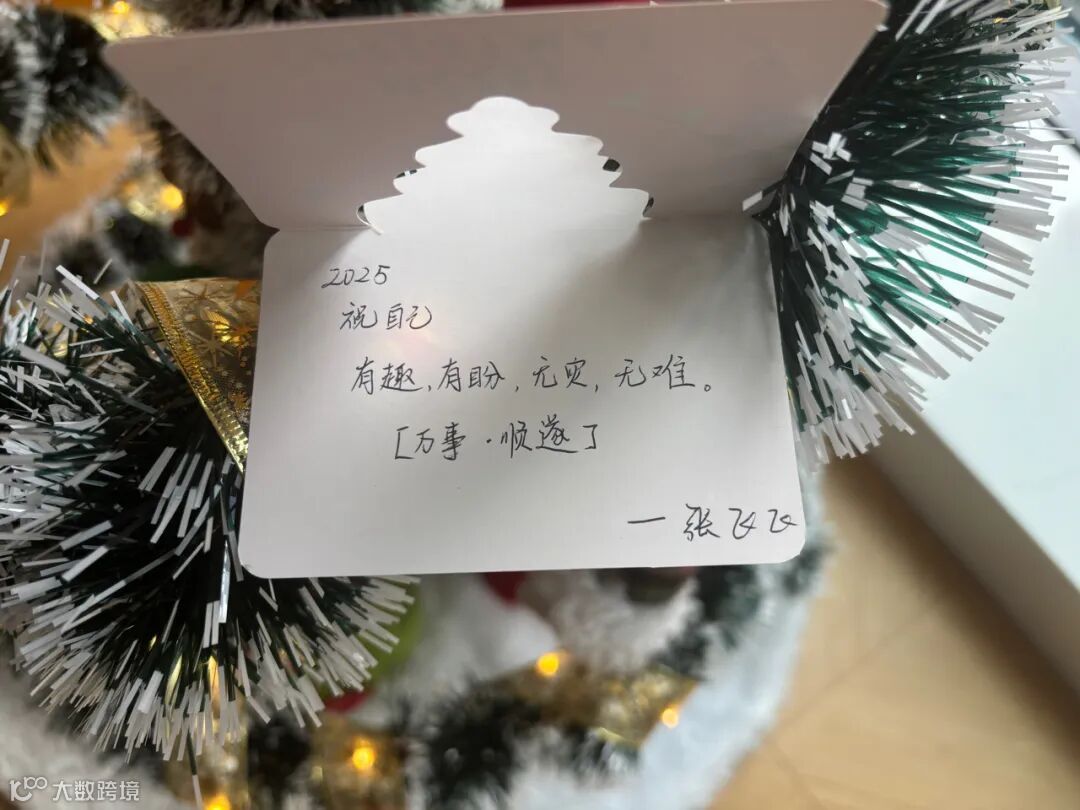 2025
祝自己
有趣,有盼,无灾,无难。
[万事·顺遂]
—张飞飞
大数跨境